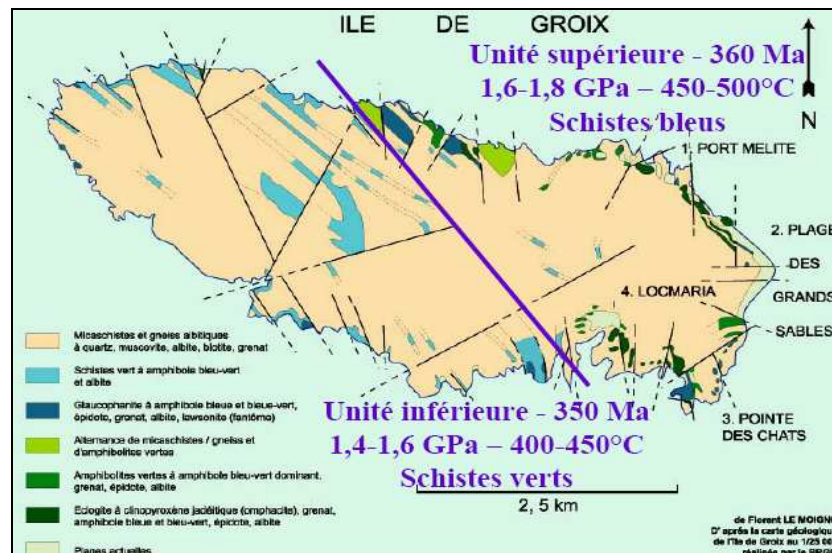 ILE DE GROIX
Unité supérieure - 360 Ma
1,6-1,8 GPa – 450-500°C
Schistes bleus
N
1. PORT MELITE
2. PLAGE
DES
GRANDS
SABLES
4. LOCMARIA
3. POINTE
DES CHATS
Unité inférieure - 350 Ma
1,4-1,6 GPa – 400-450°C
Schistes verts
2, 5 km
Micaschistes et gneiss albitiques
à quartz, muscovite, albite, biotite, grenat
Schistes vert à amphibole bleu-vert
et albite
Glaucophanite à amphibole bleue et bleue-vert,
épidote, grenat, albite, lawsonite (fantôme)
Alternance de micaschistes / gneiss et
d'amphibolites vertes
Amphibolites vertes à amphibole bleu-vert dominant,
grenat, épidote, albite
Eclogite à clinopyroxène jadéitique (omphacite), grenat,
amphibole bleue et bleu-vert, épidote, albite
Plages actuelles
de Florent LE MOIGN
D'après la carte géologique
de l'Ile de Groix au 1/25 00
réalisée par le